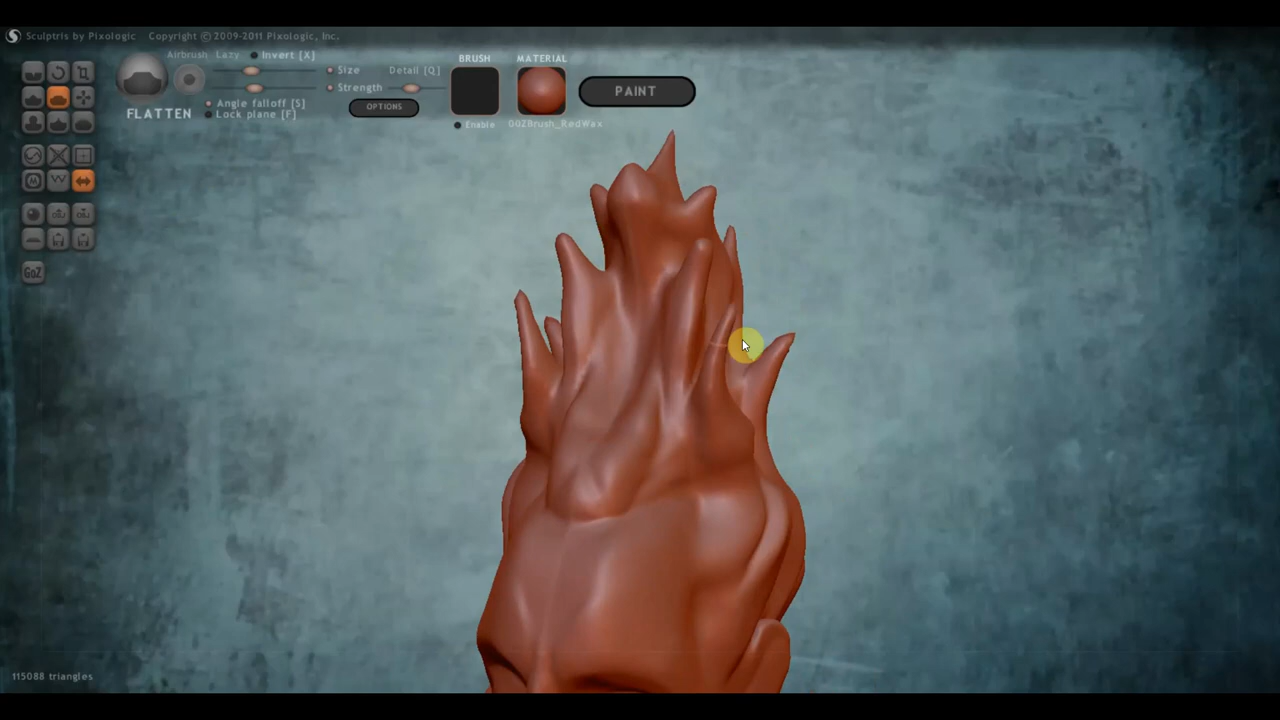 Sculptris by Pixologic Copyright ©2009-2011 Pixologic, Inc.
Airbrush Lazy Invert [X]
Size Detail [Q]
Strength
Angle falloff [S]
Lock plane [F]
FLATTEN
OPTIONS
BRUSH
Enable
MATERIAL
00ZBrush_RedWax
PAINT
GoZ
115088 triangles